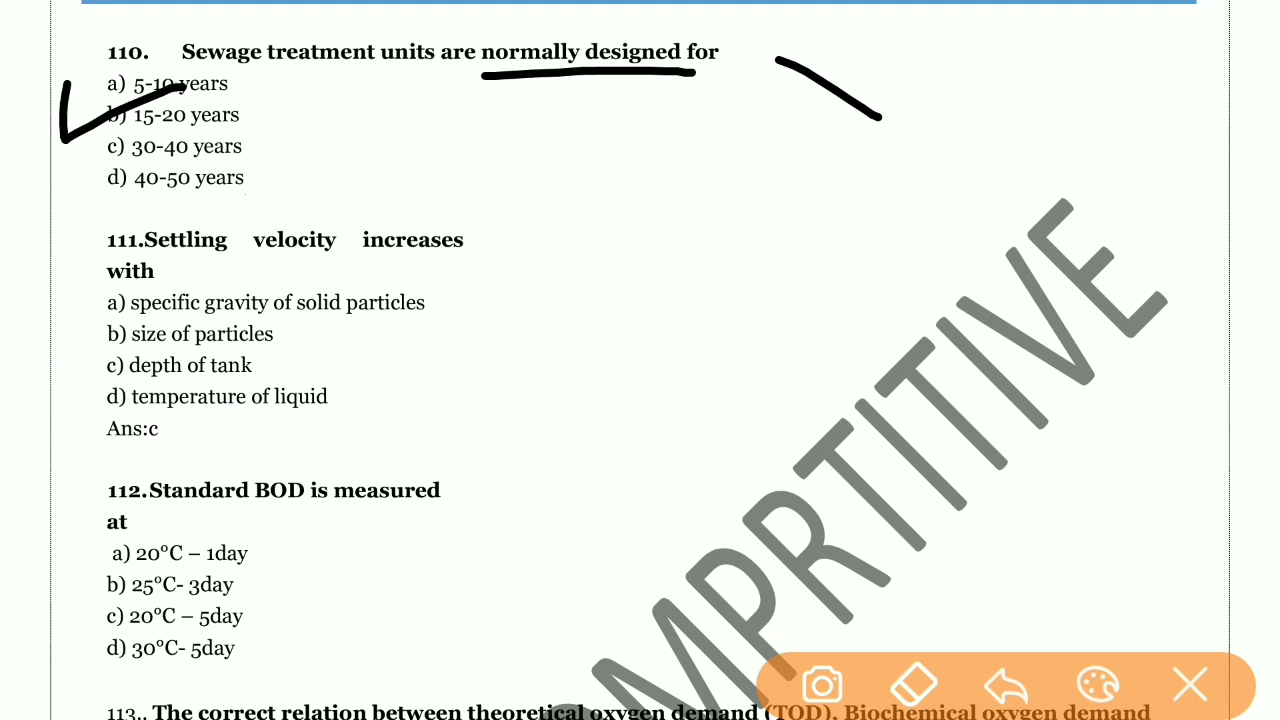 110. Sewage treatment units are normally designed for
a) 5-10 years
b) 15-20 years
c) 30-40 years
d) 40-50 years
111.Settling velocity increases
with
a) specific gravity of solid particles
b) size of particles
c) depth of tank
d) temperature of liquid
Ans:c
112.Standard BOD is measured
at
a) 20°C – 1day
b) 25°C- 3day
c) 20°C – 5day
d) 30°C- 5day
113.. The correct relation between theoretical oxygen demand (TOD), Biochemical oxygen demand
MPRTITIVE